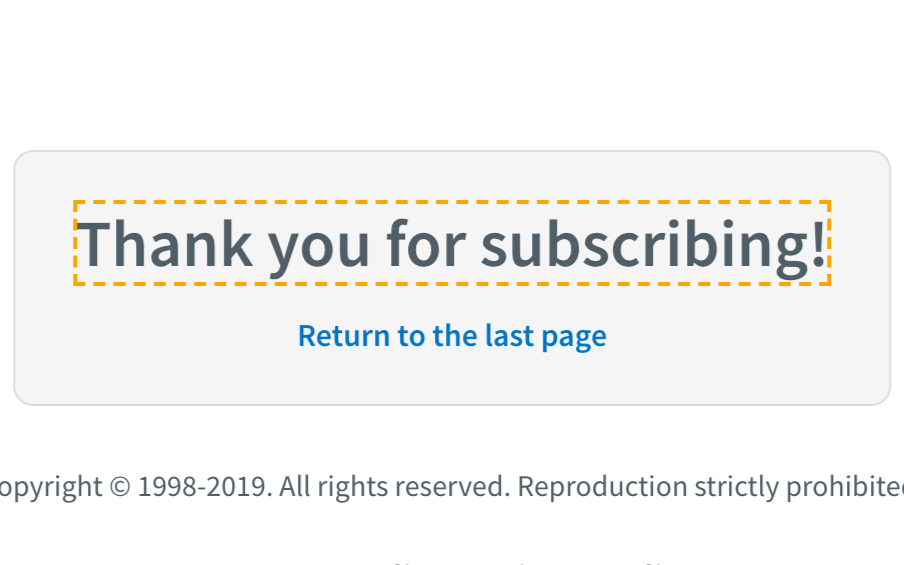 Thank you for subscribing!
Return to the last page
opyright © 1998-2019. All rights reserved. Reproduction strictly prohibite